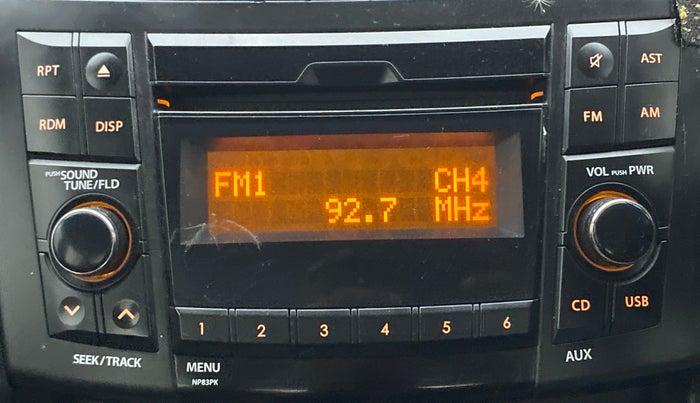 RPT
RDM
DISP
PUSH SOUND
TUNE/FLD
SEEK/TRACK
FM1 CH4
92.7 MHz
1 2 3 4 5 6
MENU
NP83PK
AST
FM
AM
VOL PUSH PWR
CD
USB
AUX